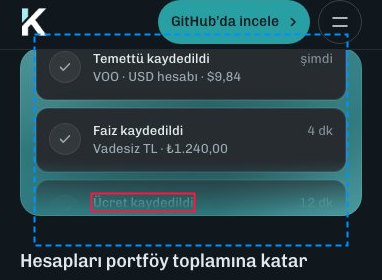 GitHub'da incele
Temettü kaydedildi
şimdi
VOO · USD hesabı · $9,84
Faiz kaydedildi
4 dk
Vadesiz TL · ₺1.240,00
Ücret kaydedildi
12 dk
Hesapları portföy toplamına katar